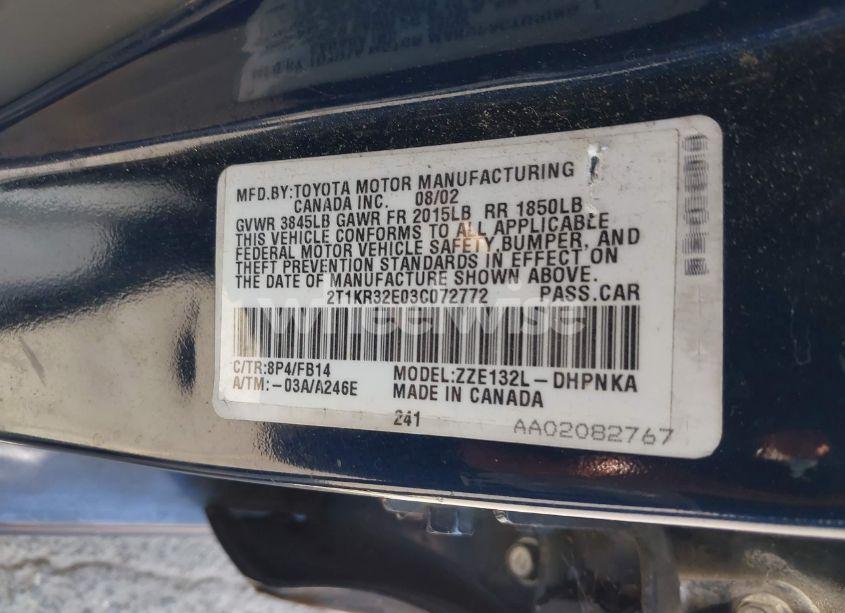 MFD.BY:TOYOTA MOTOR MANUFACTURING
CANADA INC. 08/02
GVWR 3845LB GAWR FR 2015LB RR 1850LB
THIS VEHICLE CONFORMS TO ALL APPLICABLE
FEDERAL MOTOR VEHICLE SAFETY,BUMPER, AND
THEFT PREVENTION STANDARDS IN EFFECT ON
THE DATE OF MANUFACTURE SHOWN ABOVE.
2T1KR32E03C072772 PASS.CAR
wheelwise
C/TR:8P4/FB14 MODEL:ZZE132L-DHPNKA
A/TM:-03A/A246E MADE IN CANADA
241 AA02082767